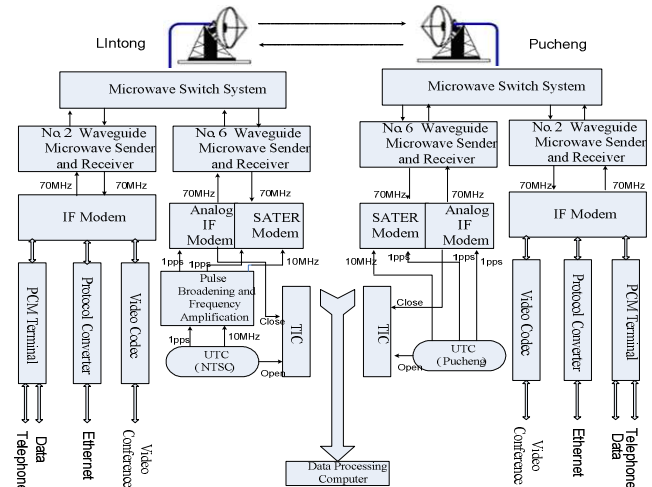 LIntong
Pucheng
Microwave Switch System
Microwave Switch System
No. 2 Waveguide
Microwave Sender
and Receiver
No. 6 Waveguide
Microwave Sender
and Receiver
No. 6 Waveguide
Microwave Sender
and Receiver
No. 2 Waveguide
Microwave Sender
and Receiver
70MHz
70MHz
70MHz
70MHz
70MHz
70MHz
70MHz
70MHz
IF Modem
Analog
IF
Modem
SATER
Modem
SATER
Modem
Analog
IF
Modem
IF Modem
1pps
1pps
10MHz
10MHz
1pps
1pps
PCM Terminal
Protocol Converter
Video Codec
Pulse
Broadening and
Frequency
Amplification
Close
TIC
TIC
Close
Video Codec
Protocol Converter
PCM Terminal
1pps
10MHz
UTC
(NTSC)
Open
Open
UTC
(Pucheng)
Data
Telephone
Ethernet
Video
Conference
Data Processing
Computer
Video
Conference
Ethernet
Telephone
Data